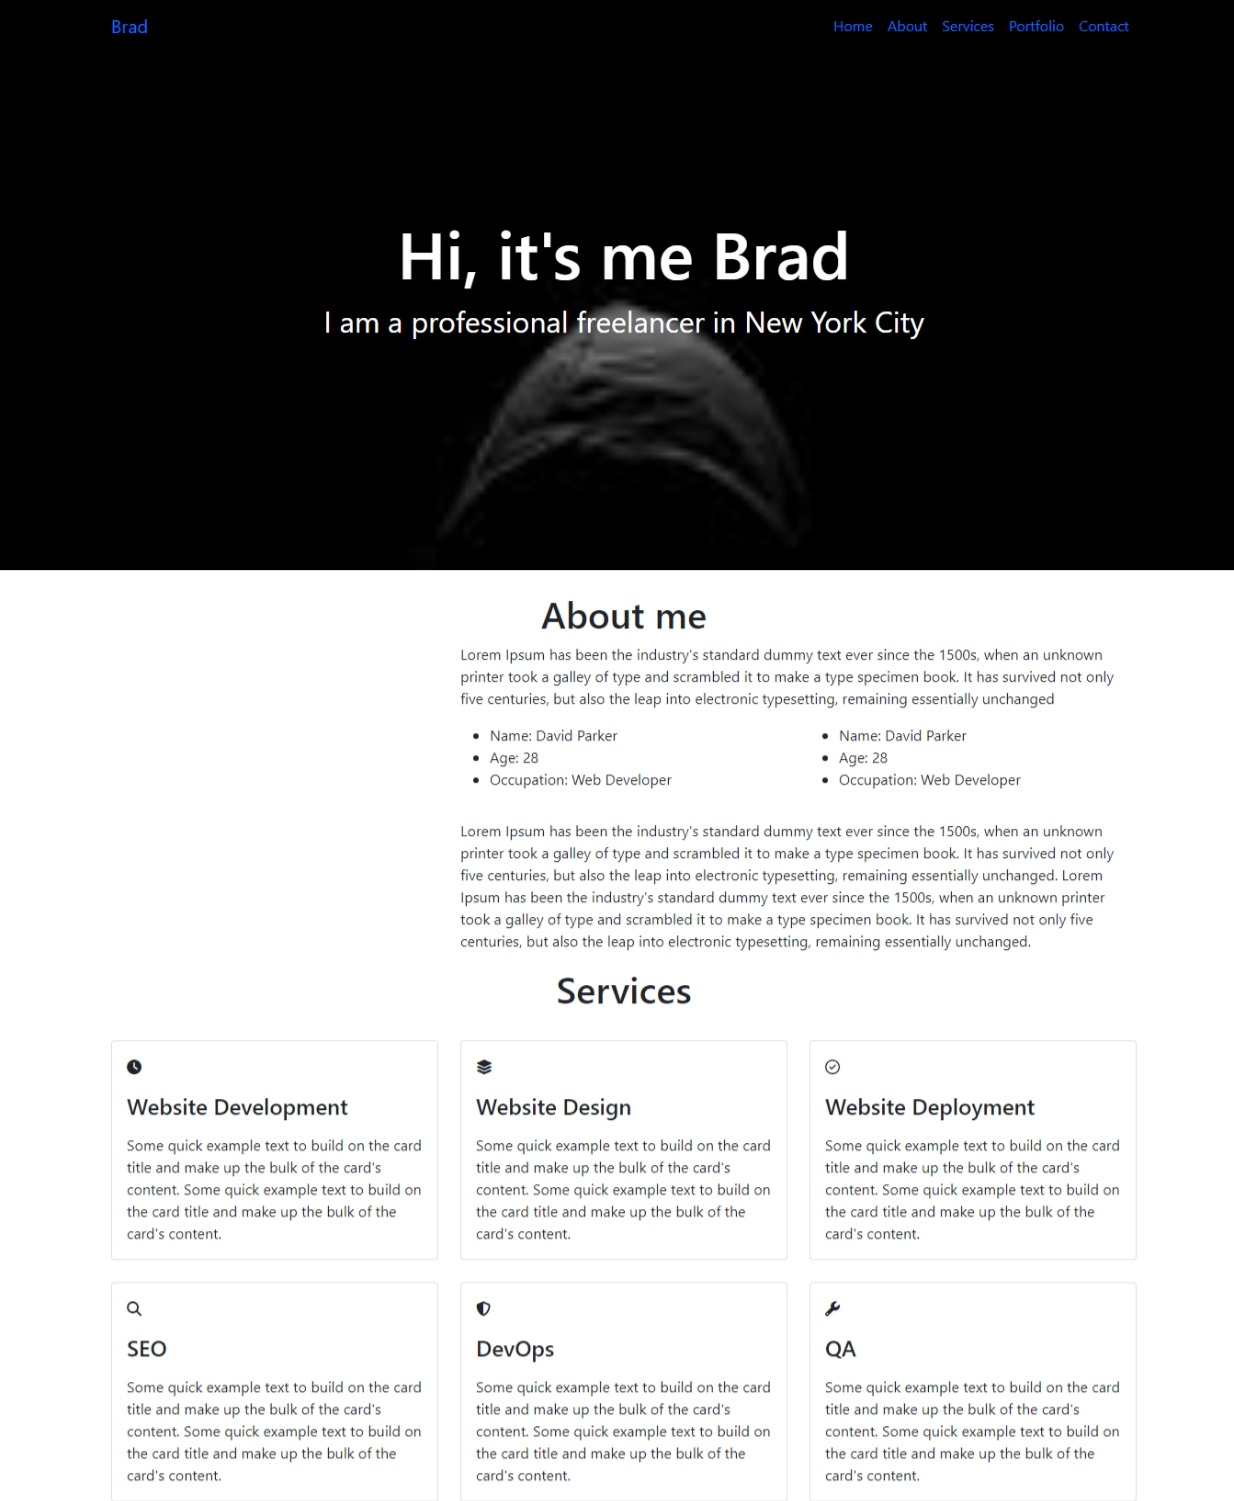 Brad
Home About Services Portfolio Contact
Hi, it's me Brad
I am a professional freelancer in New York City
About me
Lorem Ipsum has been the industry's standard dummy text ever since the 1500s, when an unknown
printer took a galley of type and scrambled it to make a type specimen book. It has survived not only
five centuries, but also the leap into electronic typesetting, remaining essentially unchanged
Name: David Parker
Age: 28
Occupation: Web Developer
Name: David Parker
Age: 28
Occupation: Web Developer
Lorem Ipsum has been the industry's standard dummy text ever since the 1500s, when an unknown
printer took a galley of type and scrambled it to make a type specimen book. It has survived not only
five centuries, but also the leap into electronic typesetting, remaining essentially unchanged. Lorem
Ipsum has been the industry's standard dummy text ever since the 1500s, when an unknown printer
took a galley of type and scrambled it to make a type specimen book. It has survived not only five
centuries, but also the leap into electronic typesetting, remaining essentially unchanged.
Services
Website Development
Some quick example text to build on the card
title and make up the bulk of the card's
content. Some quick example text to build on
the card title and make up the bulk of the
card's content.
Website Design
Some quick example text to build on the card
title and make up the bulk of the card's
content. Some quick example text to build on
the card title and make up the bulk of the
card's content.
Website Deployment
Some quick example text to build on the card
title and make up the bulk of the card's
content. Some quick example text to build on
the card title and make up the bulk of the
card's content.
SEO
Some quick example text to build on the card
title and make up the bulk of the card's
content. Some quick example text to build on
the card title and make up the bulk of the
card's content.
DevOps
Some quick example text to build on the card
title and make up the bulk of the card's
content. Some quick example text to build on
the card title and make up the bulk of the
card's content.
QA
Some quick example text to build on the card
title and make up the bulk of the card's
content. Some quick example text to build on
the card title and make up the bulk of the
card's content.